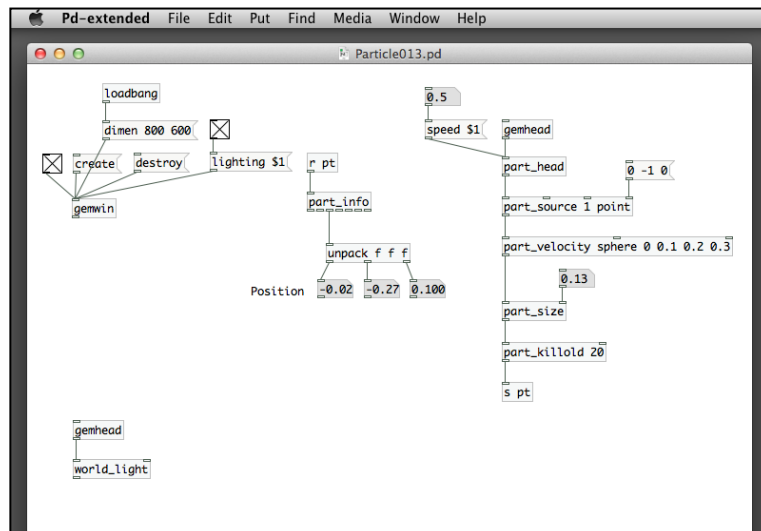 Pd-extended File Edit Put Find Media Window Help
Particle013.pd
loadbang
dimen 800 600
create
destroy
lighting $1
gemwin
r pt
part_info
unpack f f f
Position
-0.02
-0.27
0.100
0.5
speed $1
gemhead
part_head
0 -1 0
part_source 1 point
part_velocity sphere 0 0.1 0.2 0.3
0.13
part_size
part_killold 20
s pt
gemhead
world_light